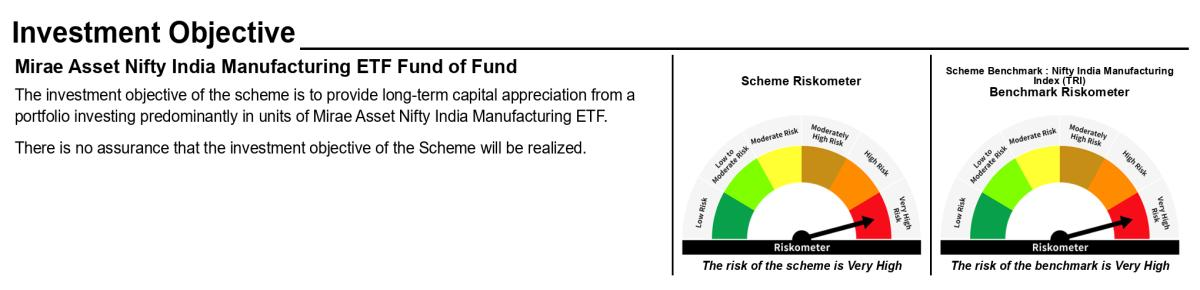 Investment Objective
Mirae Asset Nifty India Manufacturing ETF Fund of Fund
The investment objective of the scheme is to provide long-term capital appreciation from a
portfolio investing predominantly in units of Mirae Asset Nifty India Manufacturing ETF.
There is no assurance that the investment objective of the Scheme will be realized.
Scheme Riskometer
Low Risk
Low to
Moderate Risk
Moderate Risk
Moderately
High Risk
High Risk
Very High
Risk
Riskometer
The risk of the scheme is Very High
Scheme Benchmark : Nifty India Manufacturing
Index (TRI)
Benchmark Riskometer
Low Risk
Low to
Moderate Risk
Moderate Risk
Moderately
High Risk
High Risk
Very High
Risk
Riskometer
The risk of the benchmark is Very High